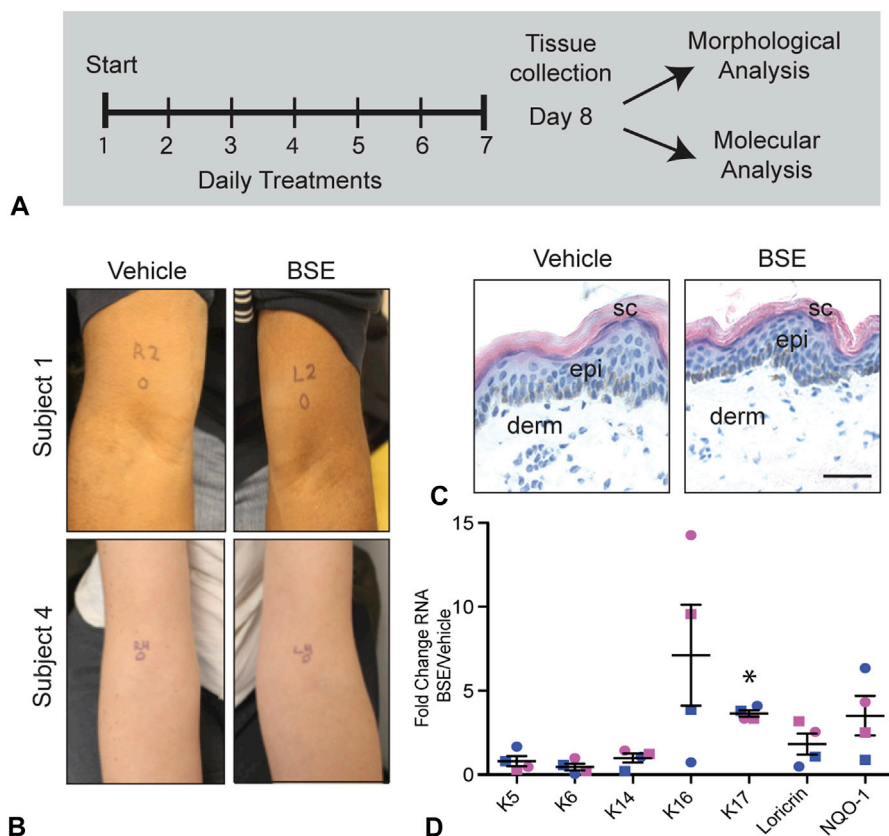 Start
1 2 3 4 5 6 7
Daily Treatments
Tissue
collection
Day 8
Morphological
Analysis
Molecular
Analysis
A
Vehicle BSE
Subject 1
R2
O
L2
O
Subject 4
R4
O
L4
O
B
Vehicle BSE
sc
epi
derm
sc
epi
derm
C
Fold Change RNA
BSE/Vehicle
15
10
5
0
*
K5 K6 K14 K16 K17 Loricrin NQO-1
D